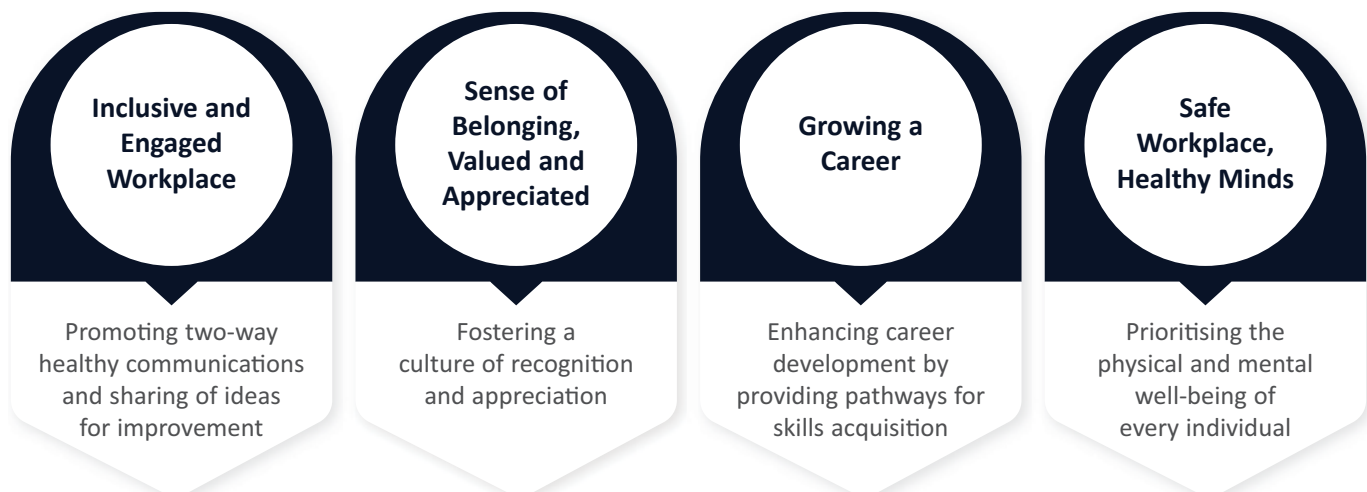 Inclusive and
Engaged
Workplace
Promoting two-way
healthy communications
and sharing of ideas
for improvement
Sense of
Belonging,
Valued and
Appreciated
Fostering a
culture of recognition
and appreciation
Growing a
Career
Enhancing career
development by
providing pathways for
skills acquisition
Safe
Workplace,
Healthy Minds
Prioritising the
physical and mental
well-being of
every individual